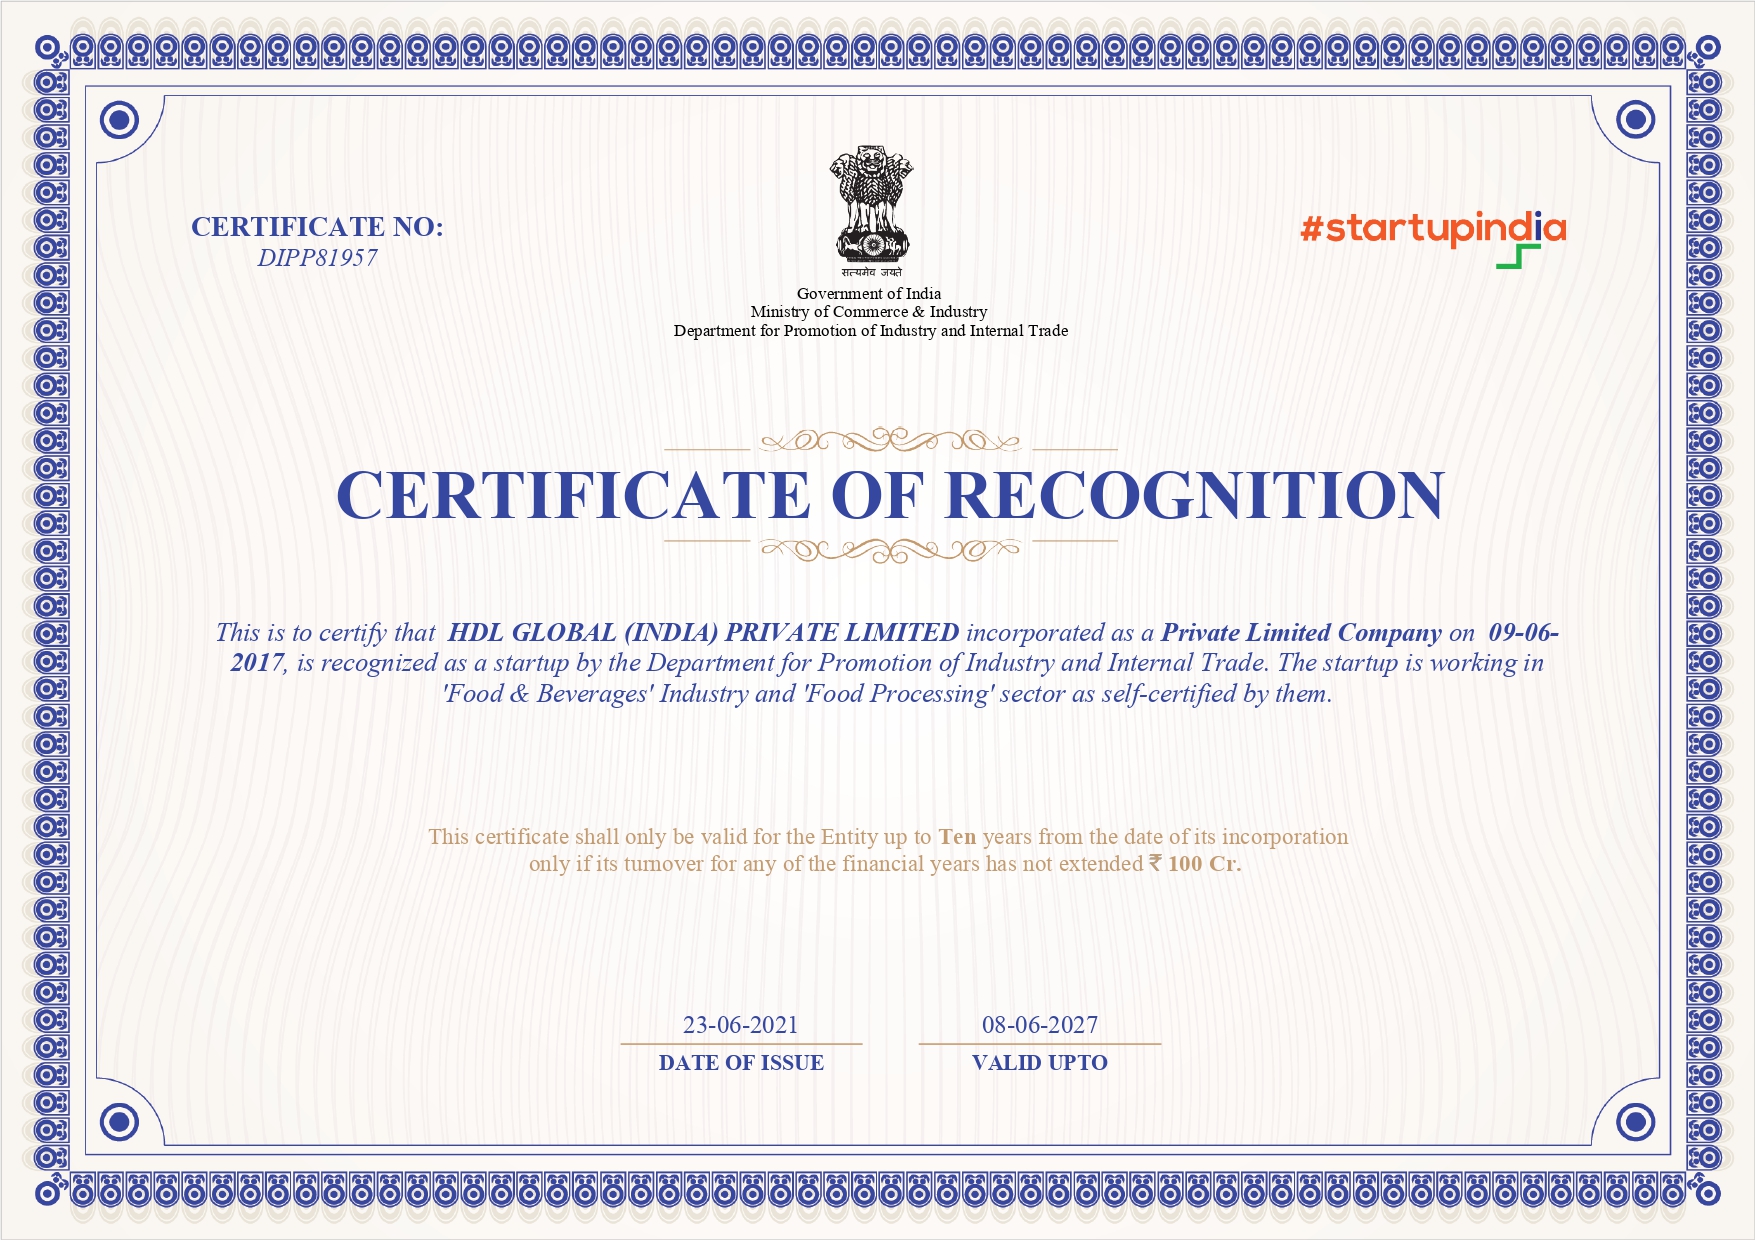 CERTIFICATE NO:
DIPP81957
सत्यमेव जयते
#startupindia
Government of India
Ministry of Commerce & Industry
Department for Promotion of Industry and Internal Trade
CERTIFICATE OF RECOGNITION
This is to certify that HDL GLOBAL (INDIA) PRIVATE LIMITED incorporated as a Private Limited Company on 09-06-
2017, is recognized as a startup by the Department for Promotion of Industry and Internal Trade. The startup is working in
'Food & Beverages' Industry and 'Food Processing' sector as self-certified by them.
This certificate shall only be valid for the Entity up to Ten years from the date of its incorporation
only if its turnover for any of the financial years has not extended ₹ 100 Cr.
23-06-2021
DATE OF ISSUE
08-06-2027
VALID UPTO